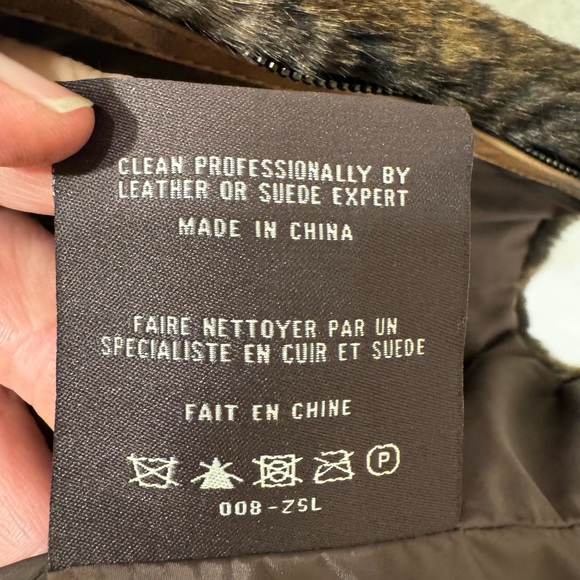 CLEAN PROFESSIONALLY BY
LEATHER OR SUEDE EXPERT
MADE IN CHINA
FAIRE NETTOYER PAR UN
SPECIALISTE EN CUIR ET SUEDE
FAIT EN CHINE
P
008-ZSL